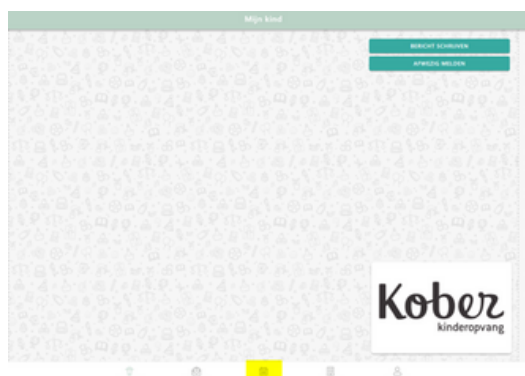 Mijn kind
BERICHT SCHRIJVEN
AFWEZIG MELDEN
Kober
kinderopvang